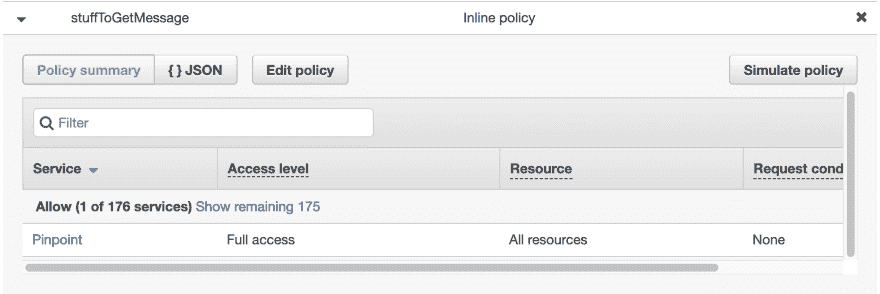 stuffToGetMessage Inline policy ✖
Policy summary {} JSON Edit policy Simulate policy
Filter
Service Access level Resource Request cond
Allow (1 of 176 services) Show remaining 175
Pinpoint Full access All resources None